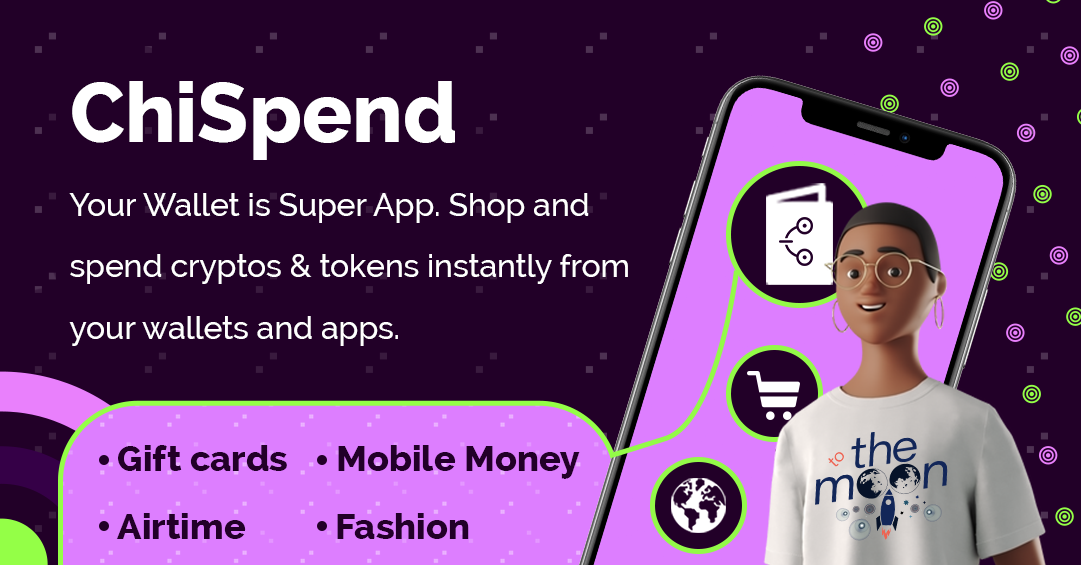 ChiSpend
Your Wallet is Super App. Shop and
spend cryptos & tokens instantly from
your wallets and apps.
• Gift cards • Mobile Money
• Airtime • Fashion
to the
moon